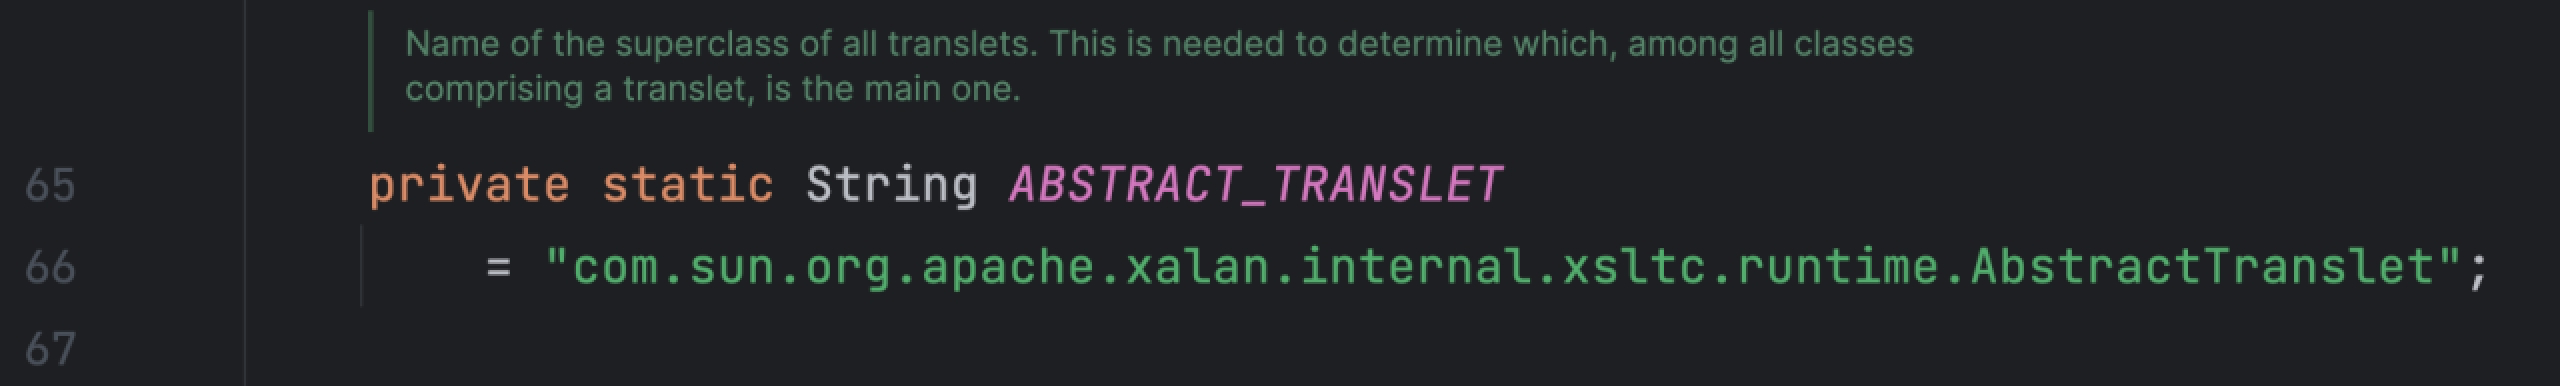 Name of the superclass of all translets. This is needed to determine which, among all classes
comprising a translet, is the main one.
65 private static String ABSTRACT_TRANSLET
66 = "com.sun.org.apache.xalan.internal.xsltc.runtime.AbstractTranslet";
67